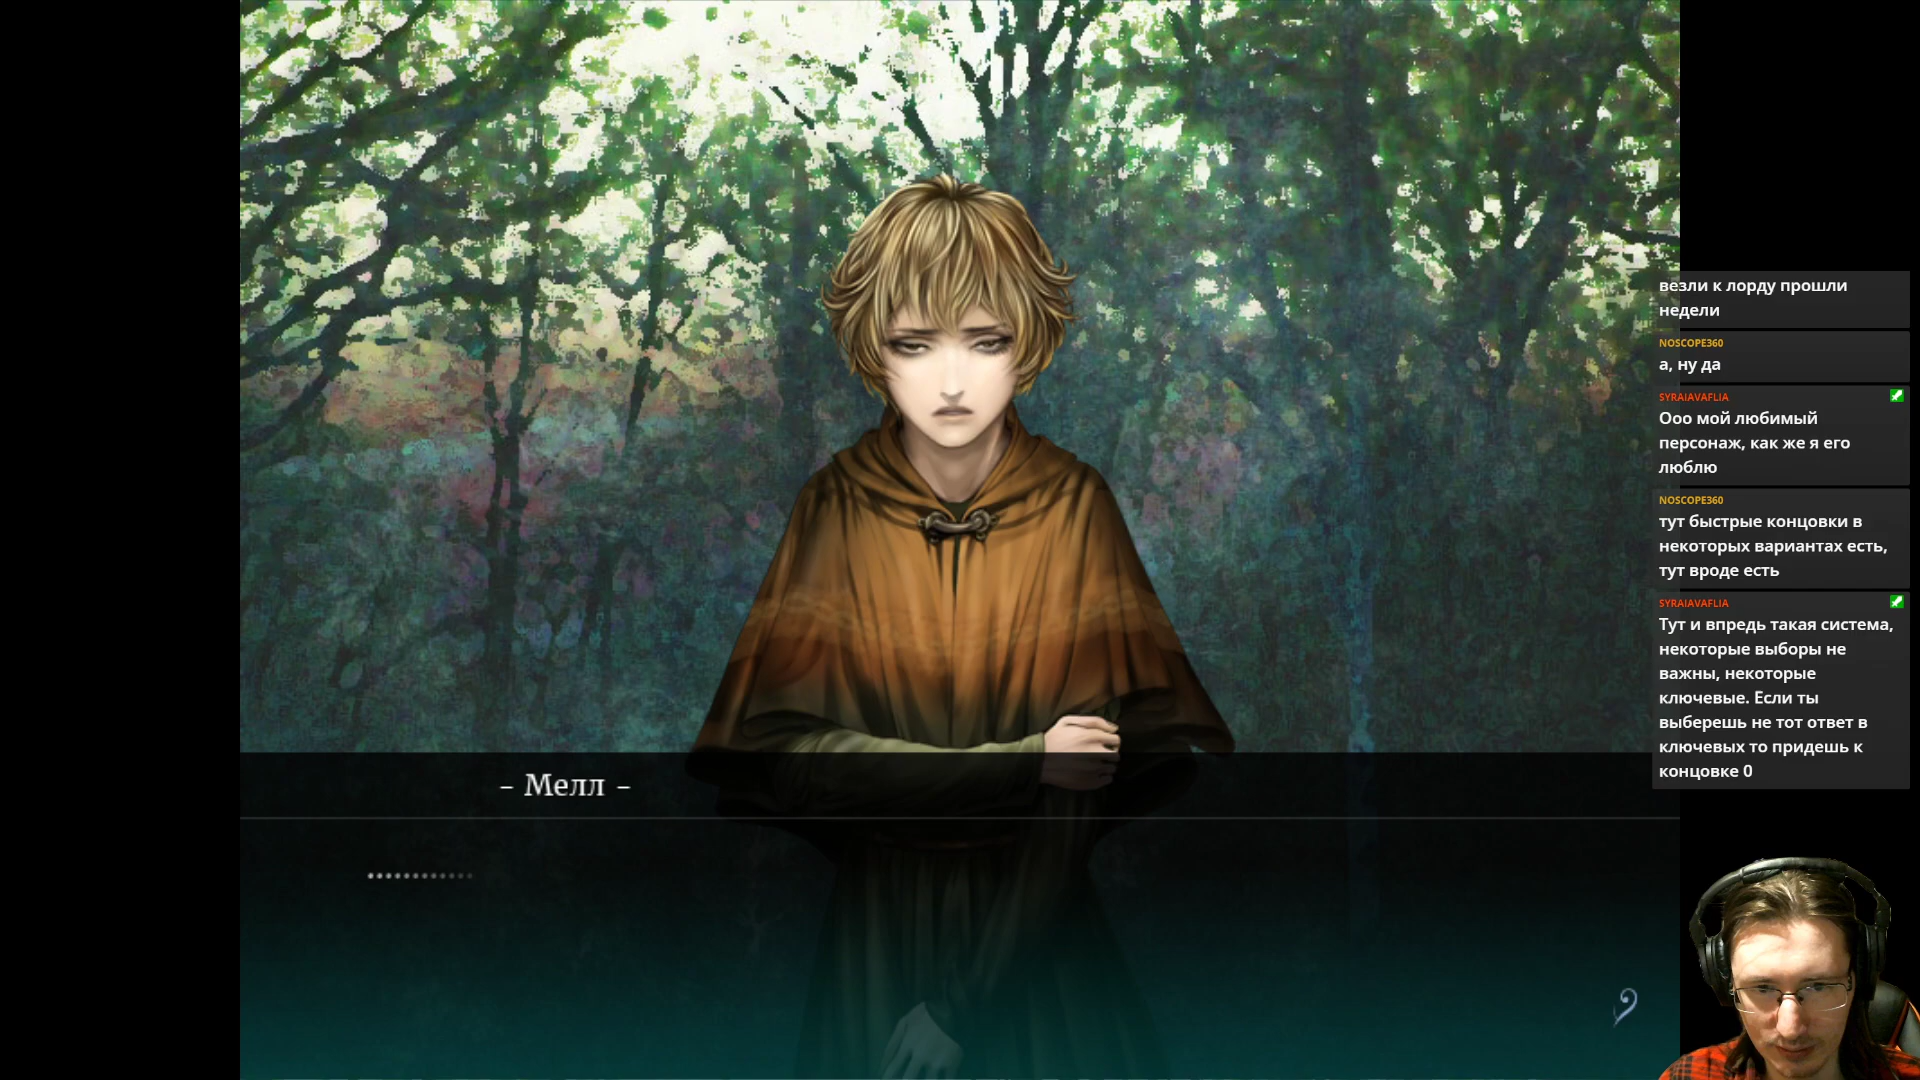 везли к лорду прошли
недели
NOSCOPE360
а, ну да
SYRAIAVAFLIA
Ооо мой любимый
персонаж, как же я его
люблю
NOSCOPE360
тут быстрые концовки в
некоторых вариантах есть,
тут вроде есть
SYRAIAVAFLIA
Тут и впредь такая система,
некоторые выборы не
важны, некоторые
ключевые. Если ты
выберешь не тот ответ в
ключевых то придешь к
концовке 0
– Мелл –
............